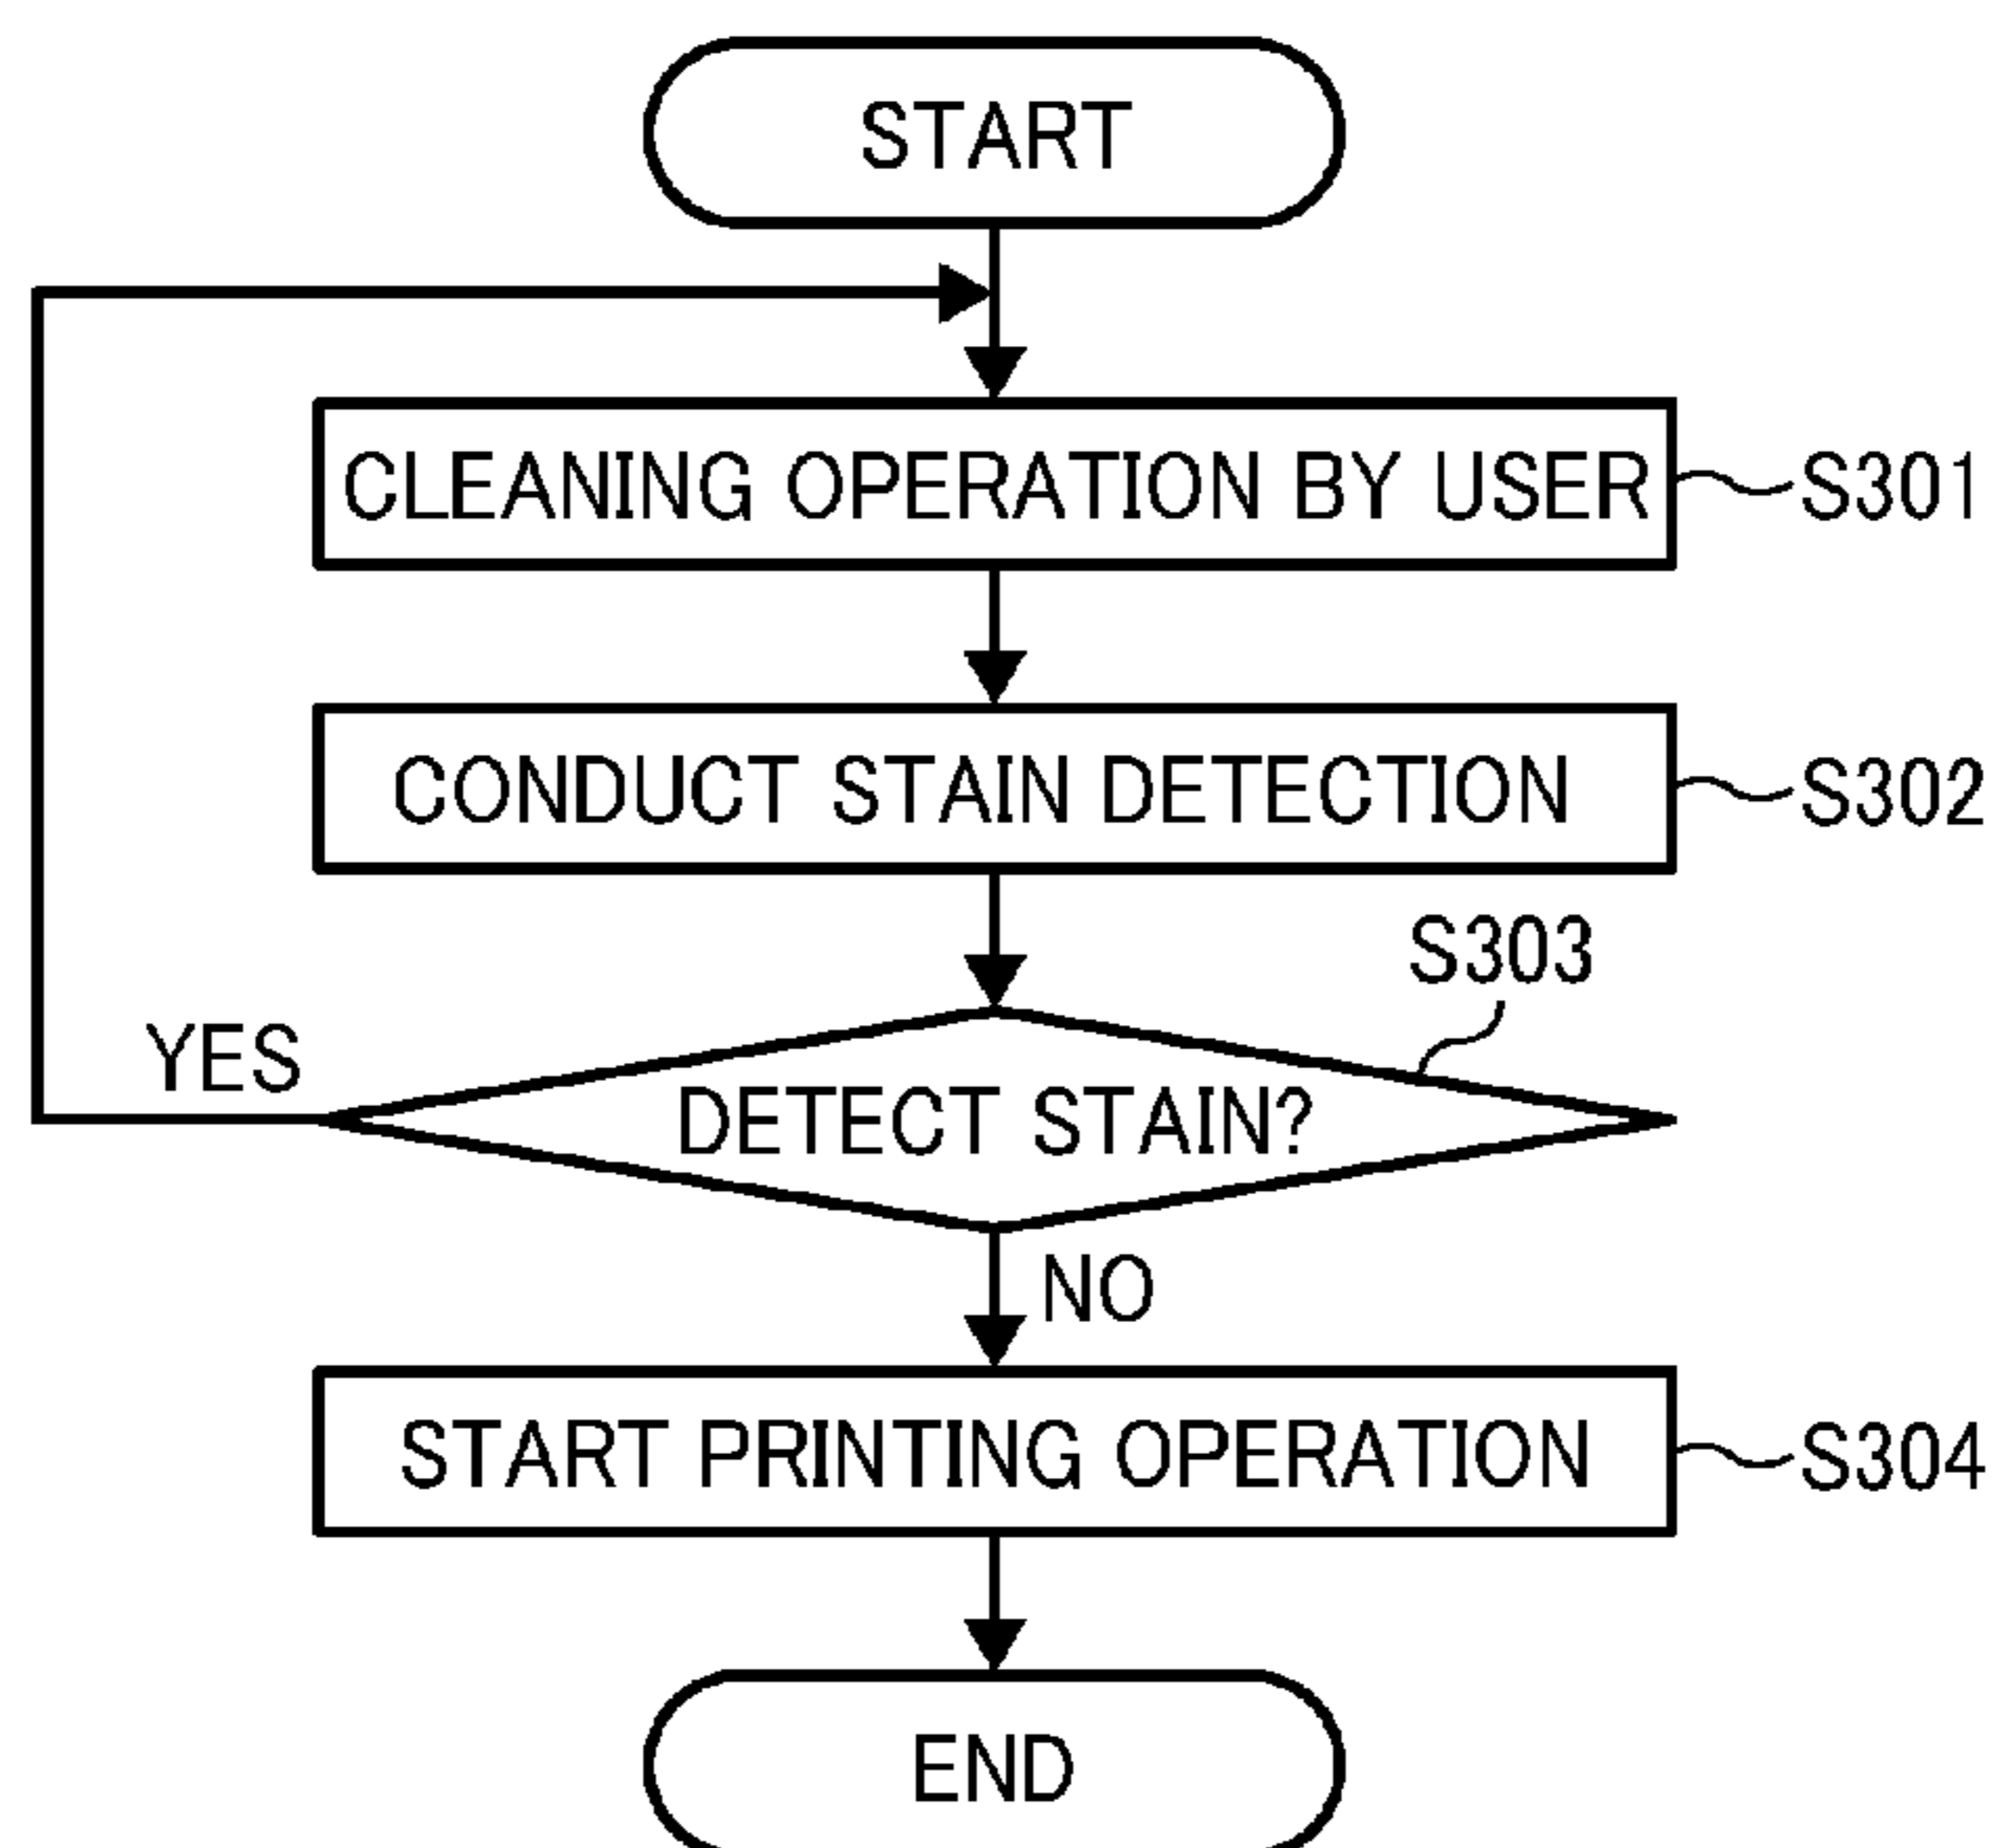 START
CLEANING OPERATION BY USER
S301
CONDUCT STAIN DETECTION
S302
S303
YES
DETECT STAIN?
NO
START PRINTING OPERATION
S304
END